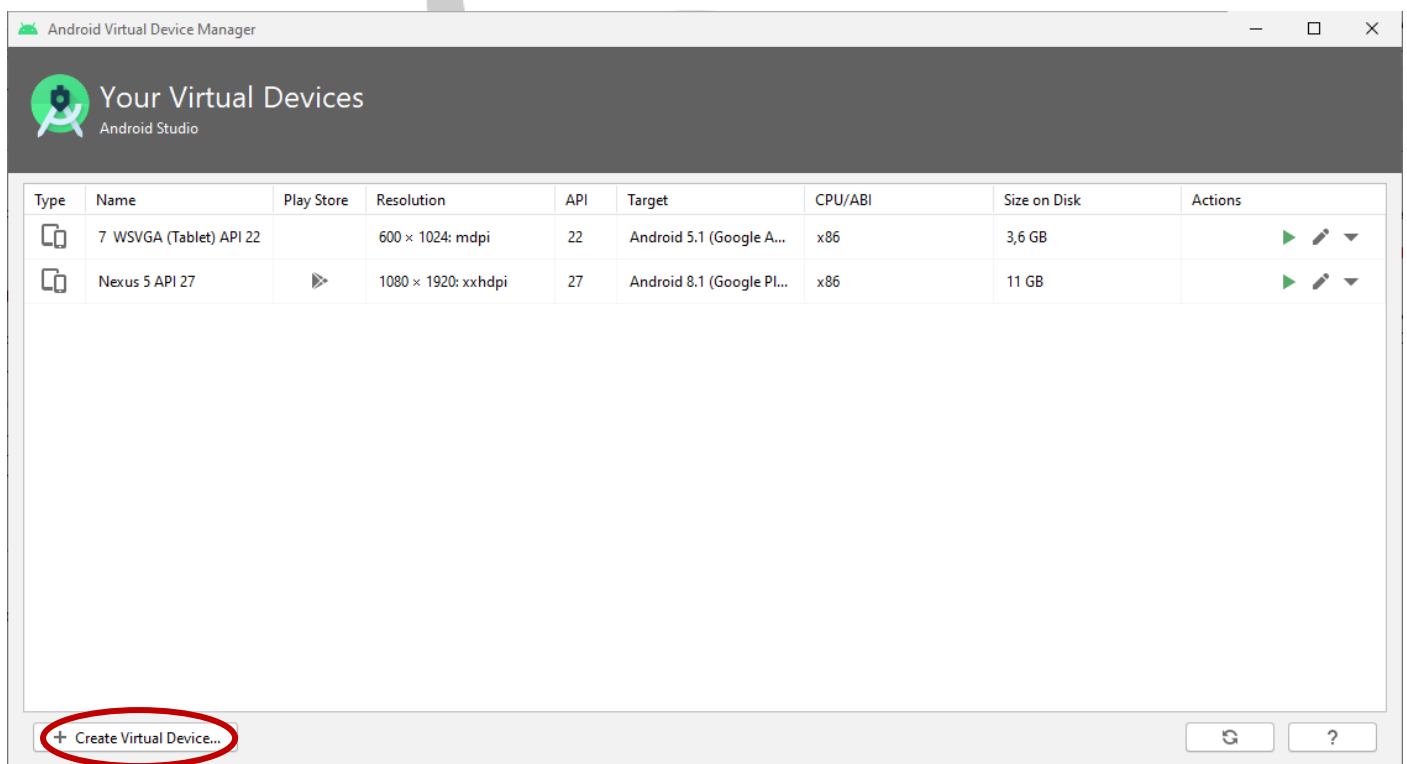 Android Virtual Device Manager
Your Virtual Devices
Android Studio
Type Name Play Store Resolution API Target CPU/ABI Size on Disk Actions
7 WSVGA (Tablet) API 22 600 × 1024: mdpi 22 Android 5.1 (Google A... x86 3,6 GB
Nexus 5 API 27 1080 × 1920: xxhdpi 27 Android 8.1 (Google Pl... x86 11 GB
+ Create Virtual Device... ?